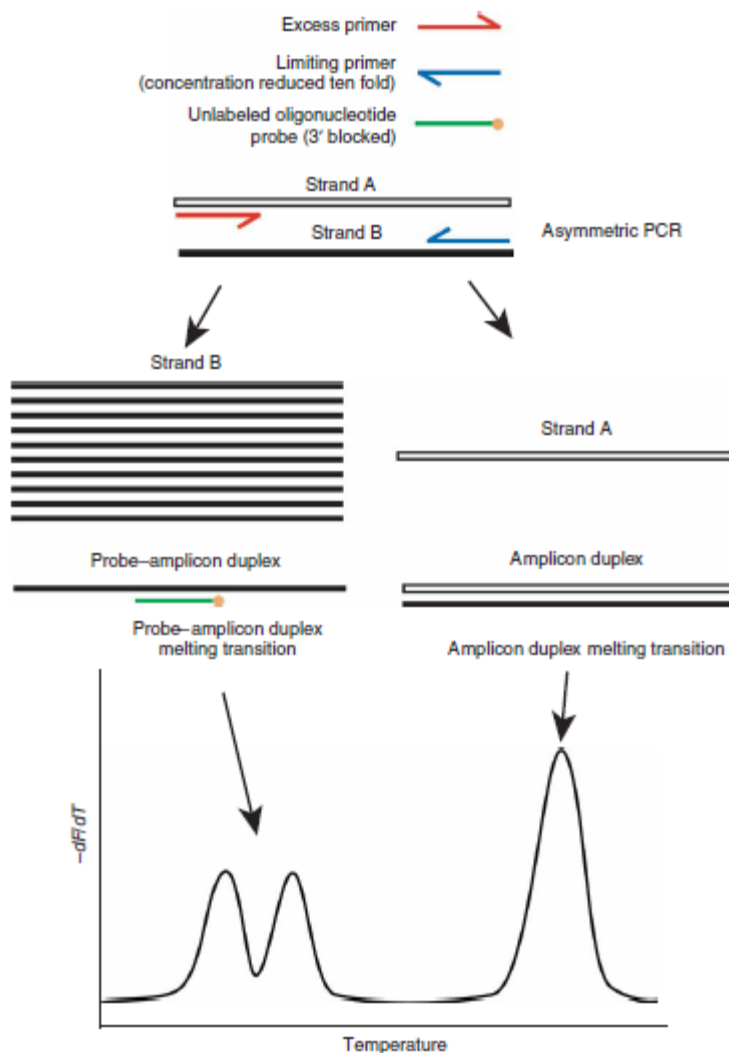 Excess primer
Limiting primer
(concentration reduced ten fold)
Unlabeled oligonucleotide
probe (3′ blocked)
Strand A
Strand B
Asymmetric PCR
Strand B
Strand A
Probe–amplicon duplex
Amplicon duplex
Probe–amplicon duplex
melting transition
Amplicon duplex melting transition
–dF/dT
Temperature